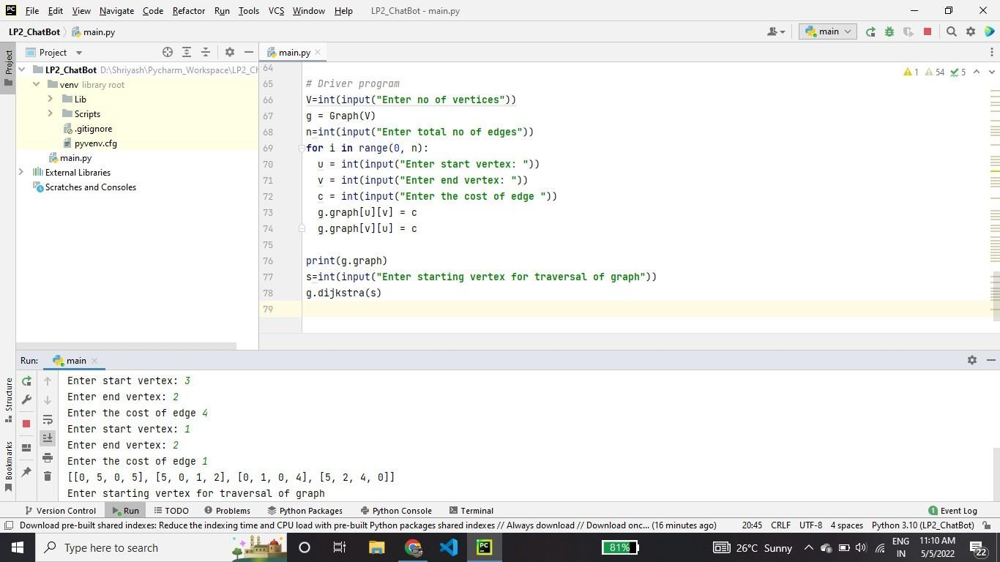 PC File Edit View Navigate Code Refactor Run Tools VCS Window Help LP2_ChatBot - main.py
LP2_ChatBot main.py main
Project main.py
Project
LP2_ChatBot D:\Shriyash\Pycharm_Workspace\LP2_Ch
venv library root
Lib
Scripts
.gitignore
pyvenv.cfg
main.py
External Libraries
Scratches and Consoles
1 54 5
64
65 # Driver program
66 V=int(input("Enter no of vertices"))
67 g = Graph(V)
68 n=int(input("Enter total no of edges"))
69 for i in range(0, n):
70 u = int(input("Enter start vertex: "))
71 v = int(input("Enter end vertex: "))
72 c = int(input("Enter the cost of edge "))
73 g.graph[u][v] = c
74 g.graph[v][u] = c
75
76 print(g.graph)
77 s=int(input("Enter starting vertex for traversal of graph"))
78 g.dijkstra(s)
79
Run: main
Structure
Bookmarks
Enter start vertex: 3
Enter end vertex: 2
Enter the cost of edge 4
Enter start vertex: 1
Enter end vertex: 2
Enter the cost of edge 1
[[0, 5, 0, 5], [5, 0, 1, 2], [0, 1, 0, 4], [5, 2, 4, 0]]
Enter starting vertex for traversal of graph
Version Control Run TODO Problems Python Packages Python Console Terminal 1 Event Log
Download pre-built shared indexes: Reduce the indexing time and CPU load with pre-built Python packages shared indexes // Always download // Download onc... (16 minutes ago) 20:45 CRLF UTF-8 4 spaces Python 3.10 (LP2_ChatBot)
Type here to search PC 81% 26°C Sunny ENG IN 11:10 AM 5/5/2022 22